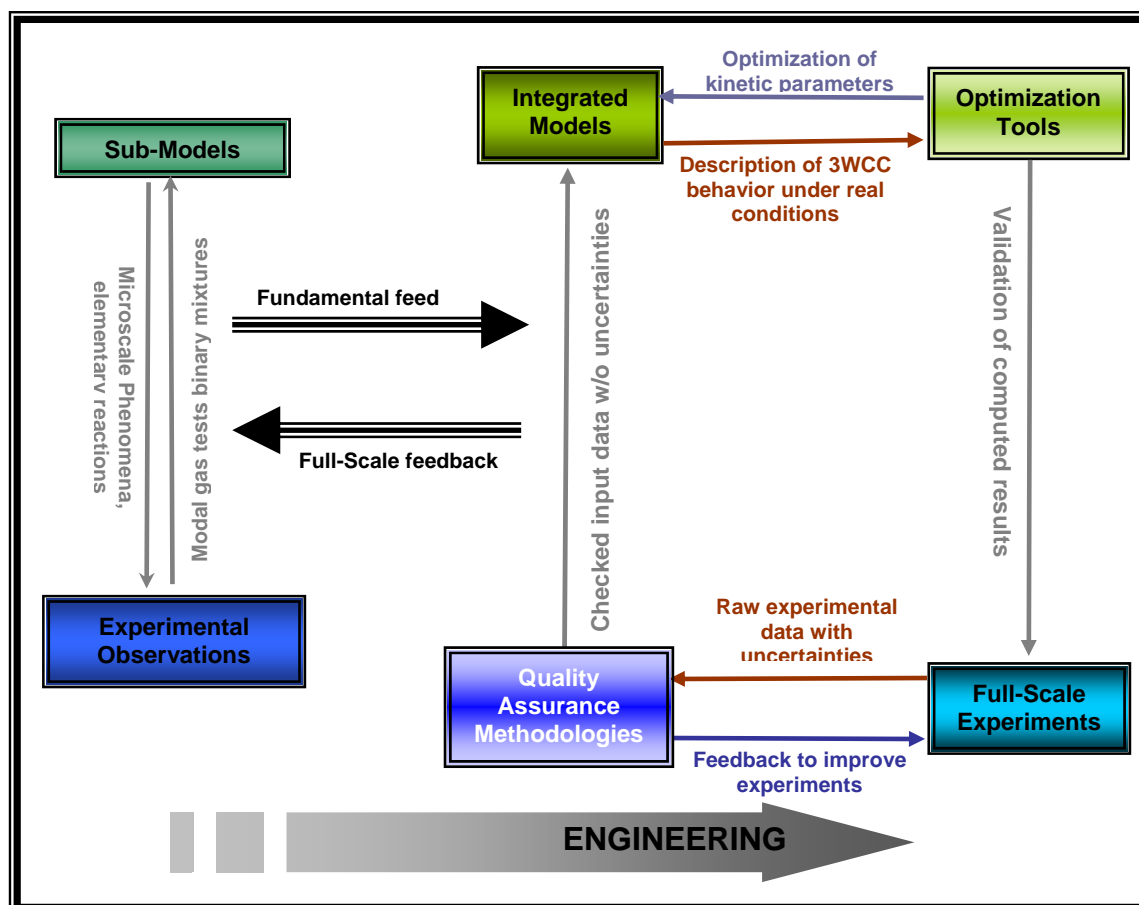 Optimization of
kinetic parameters
Integrated
Models
Optimization
Tools
Sub-Models
Description of 3WCC
behavior under real
conditions
Microscale Phenomena,
elementary reactions
Modal gas tests binary mixtures
Fundamental feed
Full-Scale feedback
Checked input data w/o uncertainties
Validation of computed results
Experimental
Observations
Raw experimental
data with
uncertainties
Quality
Assurance
Methodologies
Full-Scale
Experiments
Feedback to improve
experiments
ENGINEERING